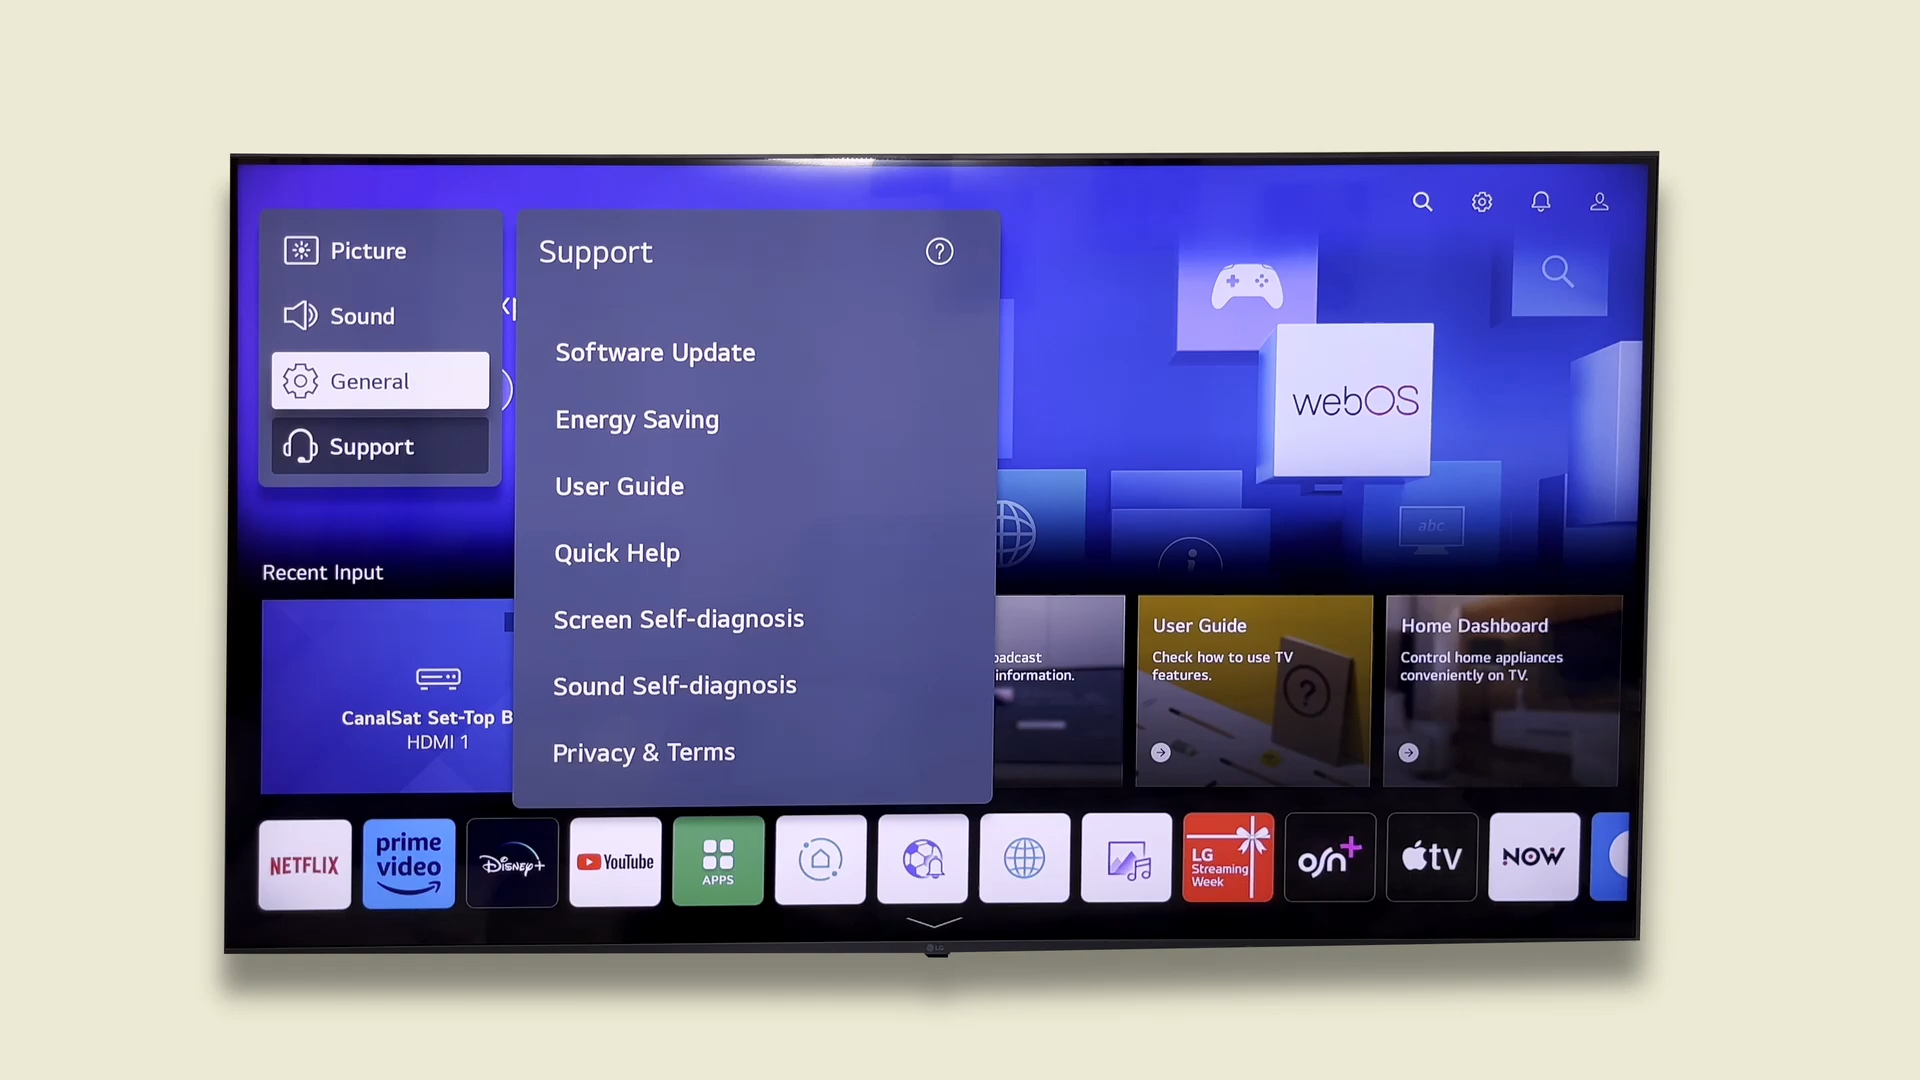 Picture
Sound
General
Support
Support
?
Software Update
Energy Saving
User Guide
Quick Help
Screen Self-diagnosis
Sound Self-diagnosis
Privacy & Terms
webOS
abc
i
Recent Input
CanalSat Set-Top B
HDMI 1
information.
User Guide
Check how to use TV
features.
?
Home Dashboard
Control home appliances
conveniently on TV.
NETFLIX
prime
video
Disney+
YouTube
APPS
LG
Streaming
Week
osn+
tv
NOW
LG